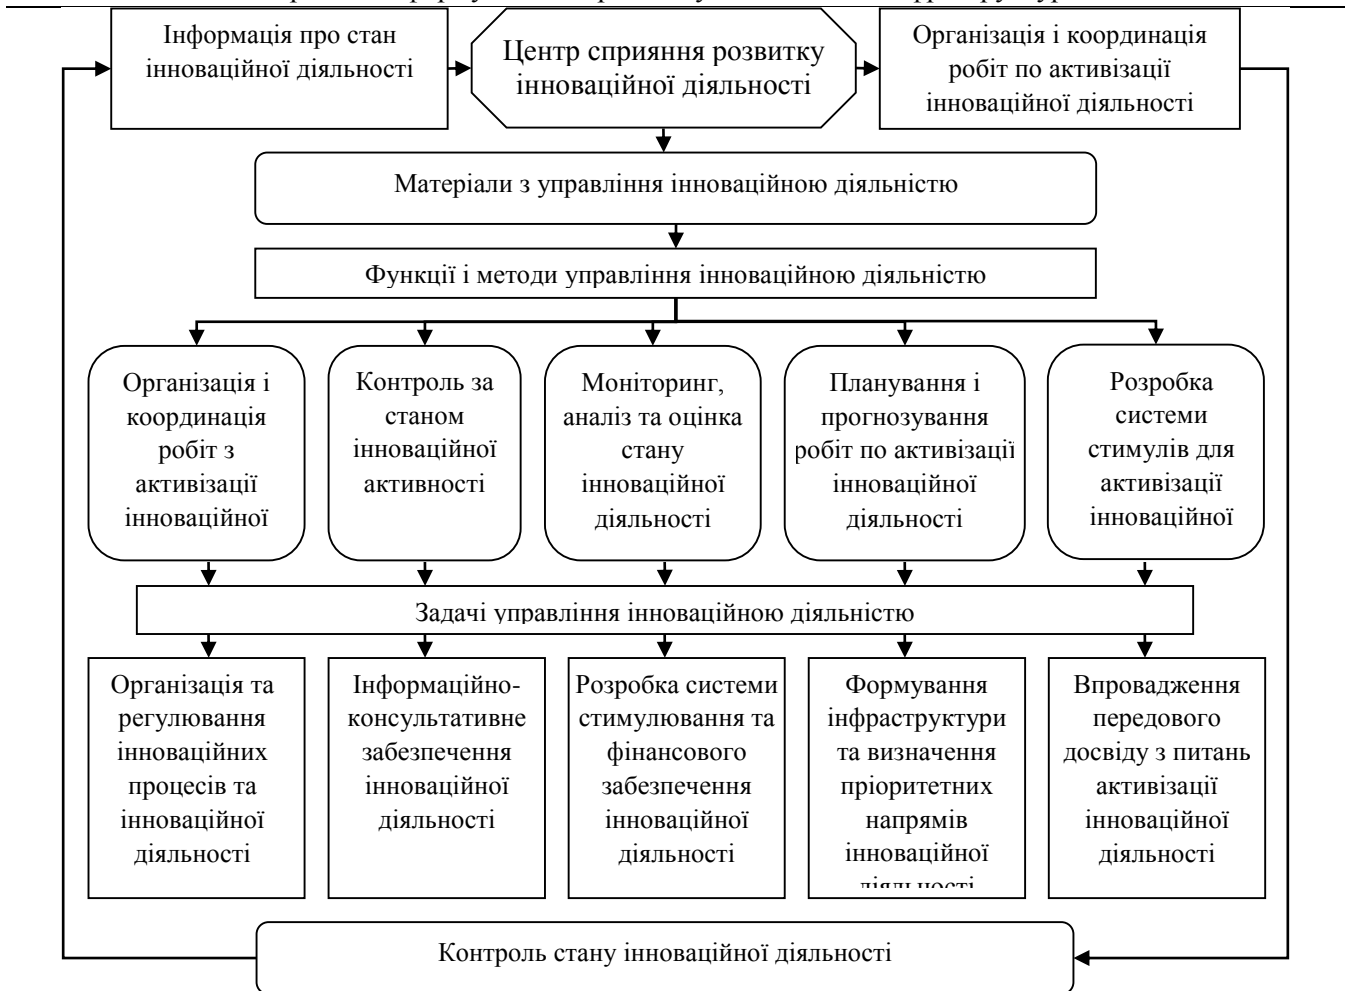 Інформація про стан
інноваційної діяльності
Центр сприяння розвитку
інноваційної діяльності
Організація і координація
робіт по активізації
інноваційної діяльності
Матеріали з управління інноваційною діяльністю
Функції і методи управління інноваційною діяльністю
Організація і
координація
робіт з
активізації
інноваційної
Контроль за
станом
інноваційної
активності
Моніторинг,
аналіз та оцінка
стану
інноваційної
діяльності
Планування і
прогнозування
робіт по активізації
інноваційної
діяльності
Розробка
системи
стимулів для
активізації
інноваційної
Задачі управління інноваційною діяльністю
Організація та
регулювання
інноваційних
процесів та
інноваційної
діяльності
Інформаційно-
консультативне
забезпечення
інноваційної
діяльності
Розробка системи
стимулювання та
фінансового
забезпечення
інноваційної
діяльності
Формування
інфраструктури
та визначення
пріоритетних
напрямів
інноваційної
діяльності
Впровадження
передового
досвіду з питань
активізації
інноваційної
діяльності
Контроль стану інноваційної діяльності